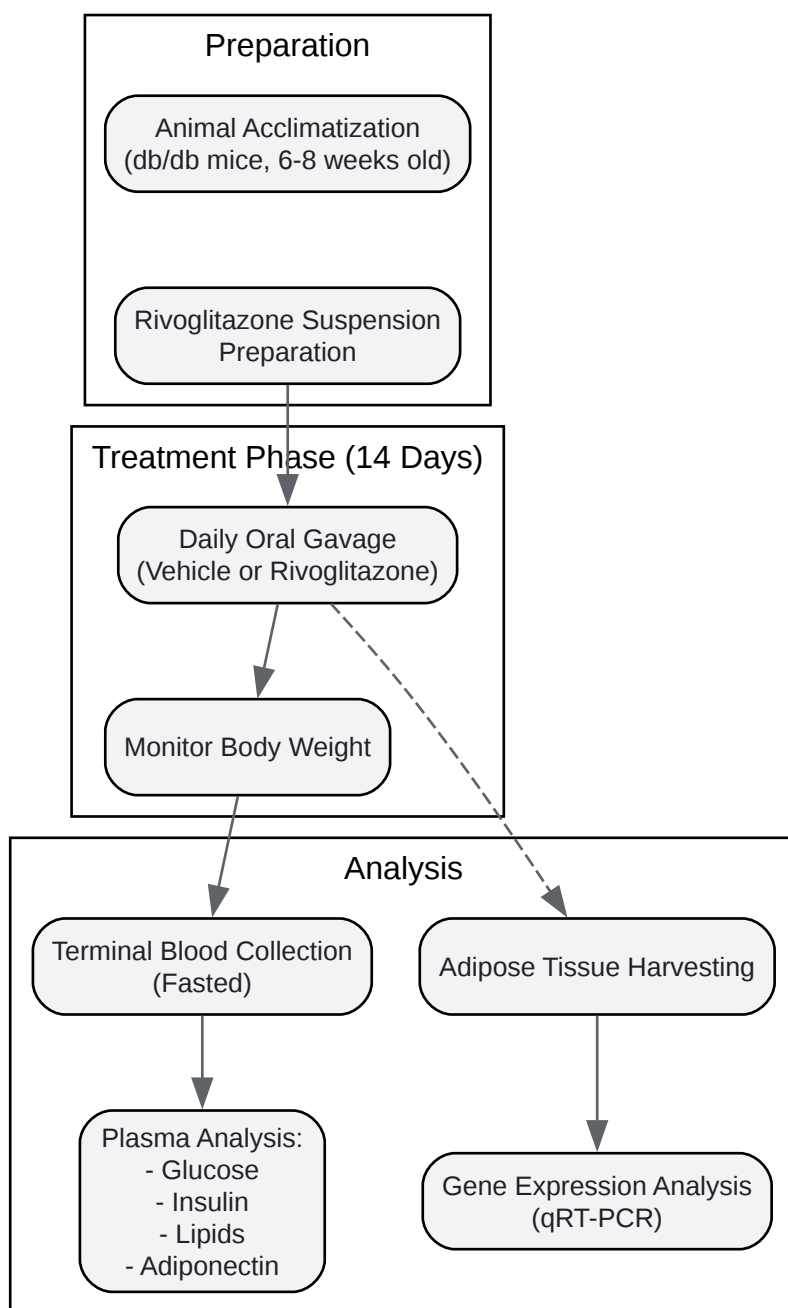 Preparation
Animal Acclimatization
(db/db mice, 6-8 weeks old)
Rivoglitazone Suspension
Preparation
Treatment Phase (14 Days)
Daily Oral Gavage
(Vehicle or Rivoglitazone)
Monitor Body Weight
Analysis
Terminal Blood Collection
(Fasted)
Adipose Tissue Harvesting
Plasma Analysis:
- Glucose
- Insulin
- Lipids
- Adiponectin
Gene Expression Analysis
(qRT-PCR)